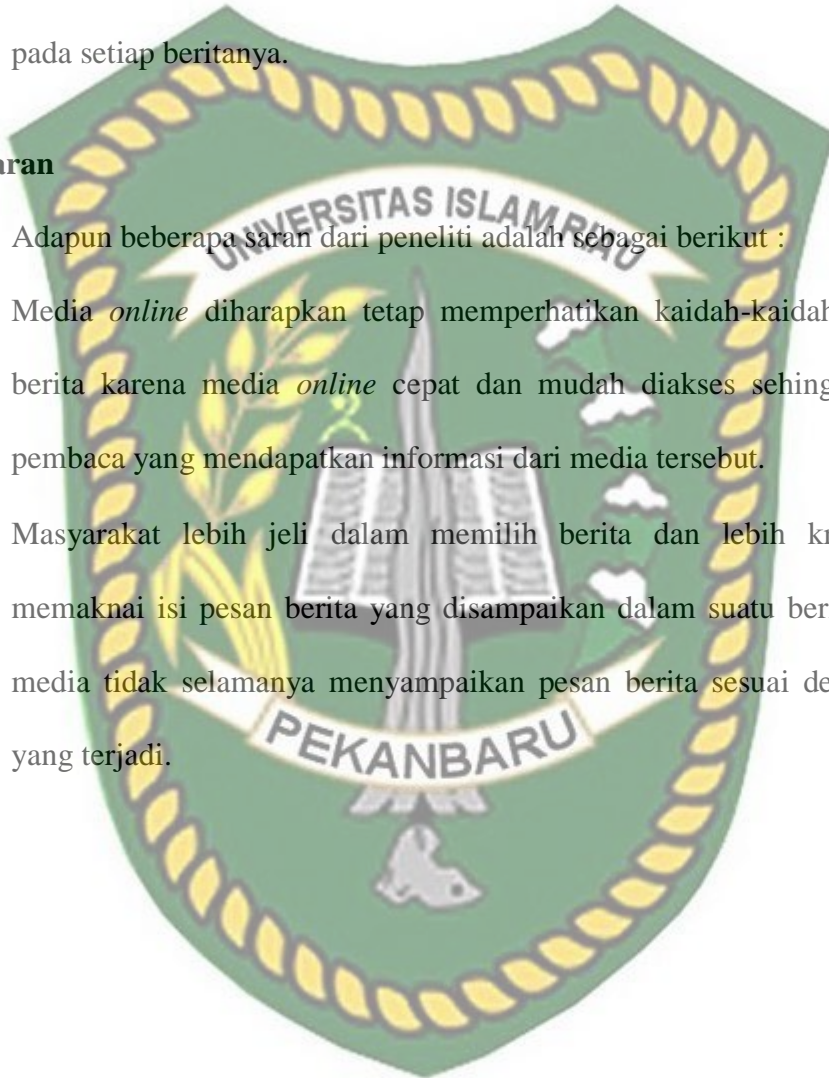 pada setiap beritanya.
aran
UNIVERSITAS ISLAM RIAU
Adapun beberapa saran dari peneliti adalah sebagai berikut :
Media online diharapkan tetap memperhatikan kaidah-kaidah
berita karena media online cepat dan mudah diakses sehing
pembaca yang mendapatkan informasi dari media tersebut.
Masyarakat lebih jeli dalam memilih berita dan lebih kr
memaknai isi pesan berita yang disampaikan dalam suatu ber
media tidak selamanya menyampaikan pesan berita sesuai de
yang terjadi.
PEKANBARU